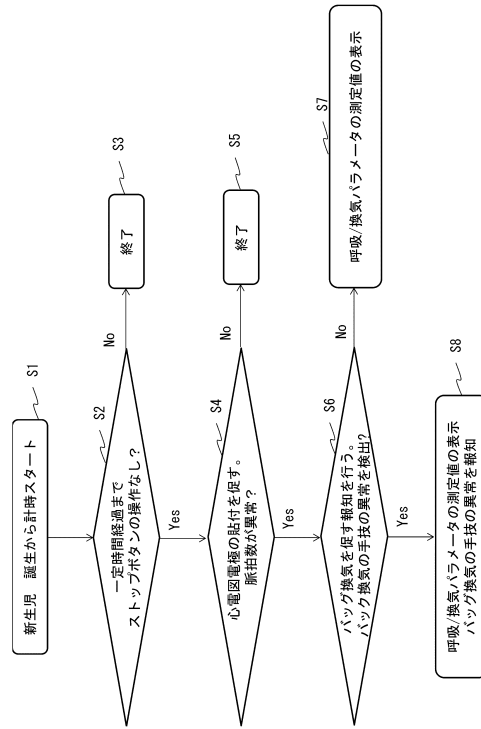 新生児　誕生から計時スタート
S1
S2
一定時間経過まで
ストップボタンの操作なし?
No
S3
終了
Yes
S4
心電図電極の貼付を促す。
脈拍数が異常?
No
S5
終了
Yes
S6
バッグ換気を促す報知を行う。
バック換気の手技の異常を検出?
No
S7
呼吸/換気パラメータの測定値の表示
Yes
S8
呼吸/換気パラメータの測定値の表示
バッグ換気の手技の異常を報知